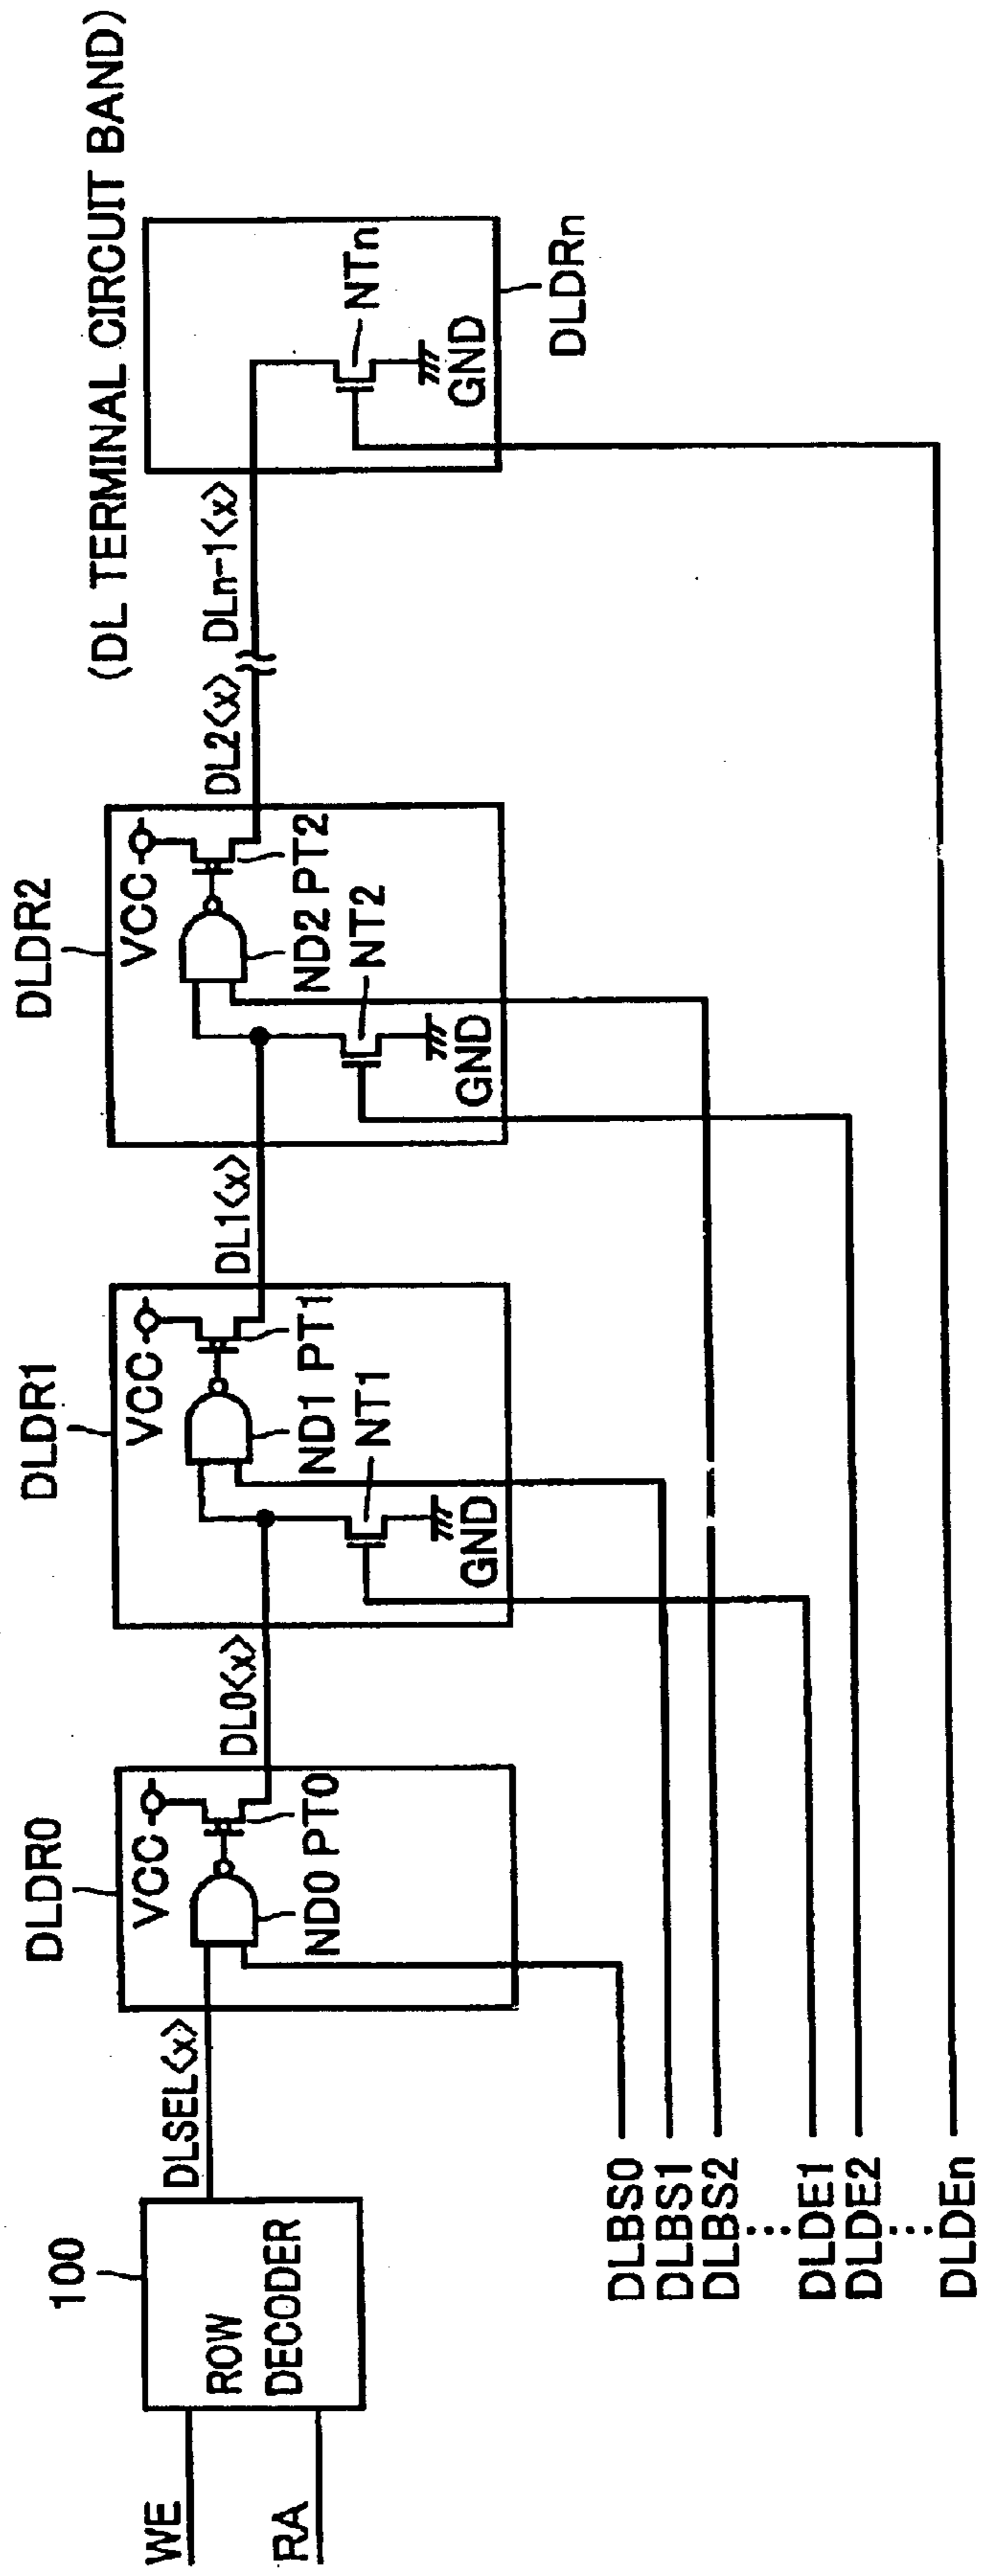 (DL TERMINAL CIRCUIT BAND)
DLDR0
DLDR1
DLDR2
100
WE
RA
ROW
DECODER
DLSEL<x>
VCC
ND0 PT0
DL0<x>
VCC
ND1 PT1
NT1
GND
DL1<x>
VCC
ND2 PT2
NT2
GND
DL2<x>
DLn-1<x>
NTn
GND
DLDRn
DLBS0
DLBS1
DLBS2
DLDE1
DLDE2
DLDEn